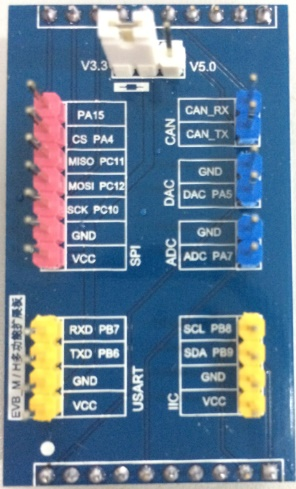 V3.3
V5.0
PA15
CS PA4
MISO PC11
MOSI PC12
SCK PC10
GND
VCC
SPI
CAN_RX
CAN_TX
CAN
GND
DAC PA5
DAC
GND
ADC PA7
ADC
EVB_M/H多功能扩展板
RXD PB7
TXD PB6
GND
VCC
USART
SCL PB8
SDA PB9
GND
VCC
IIC